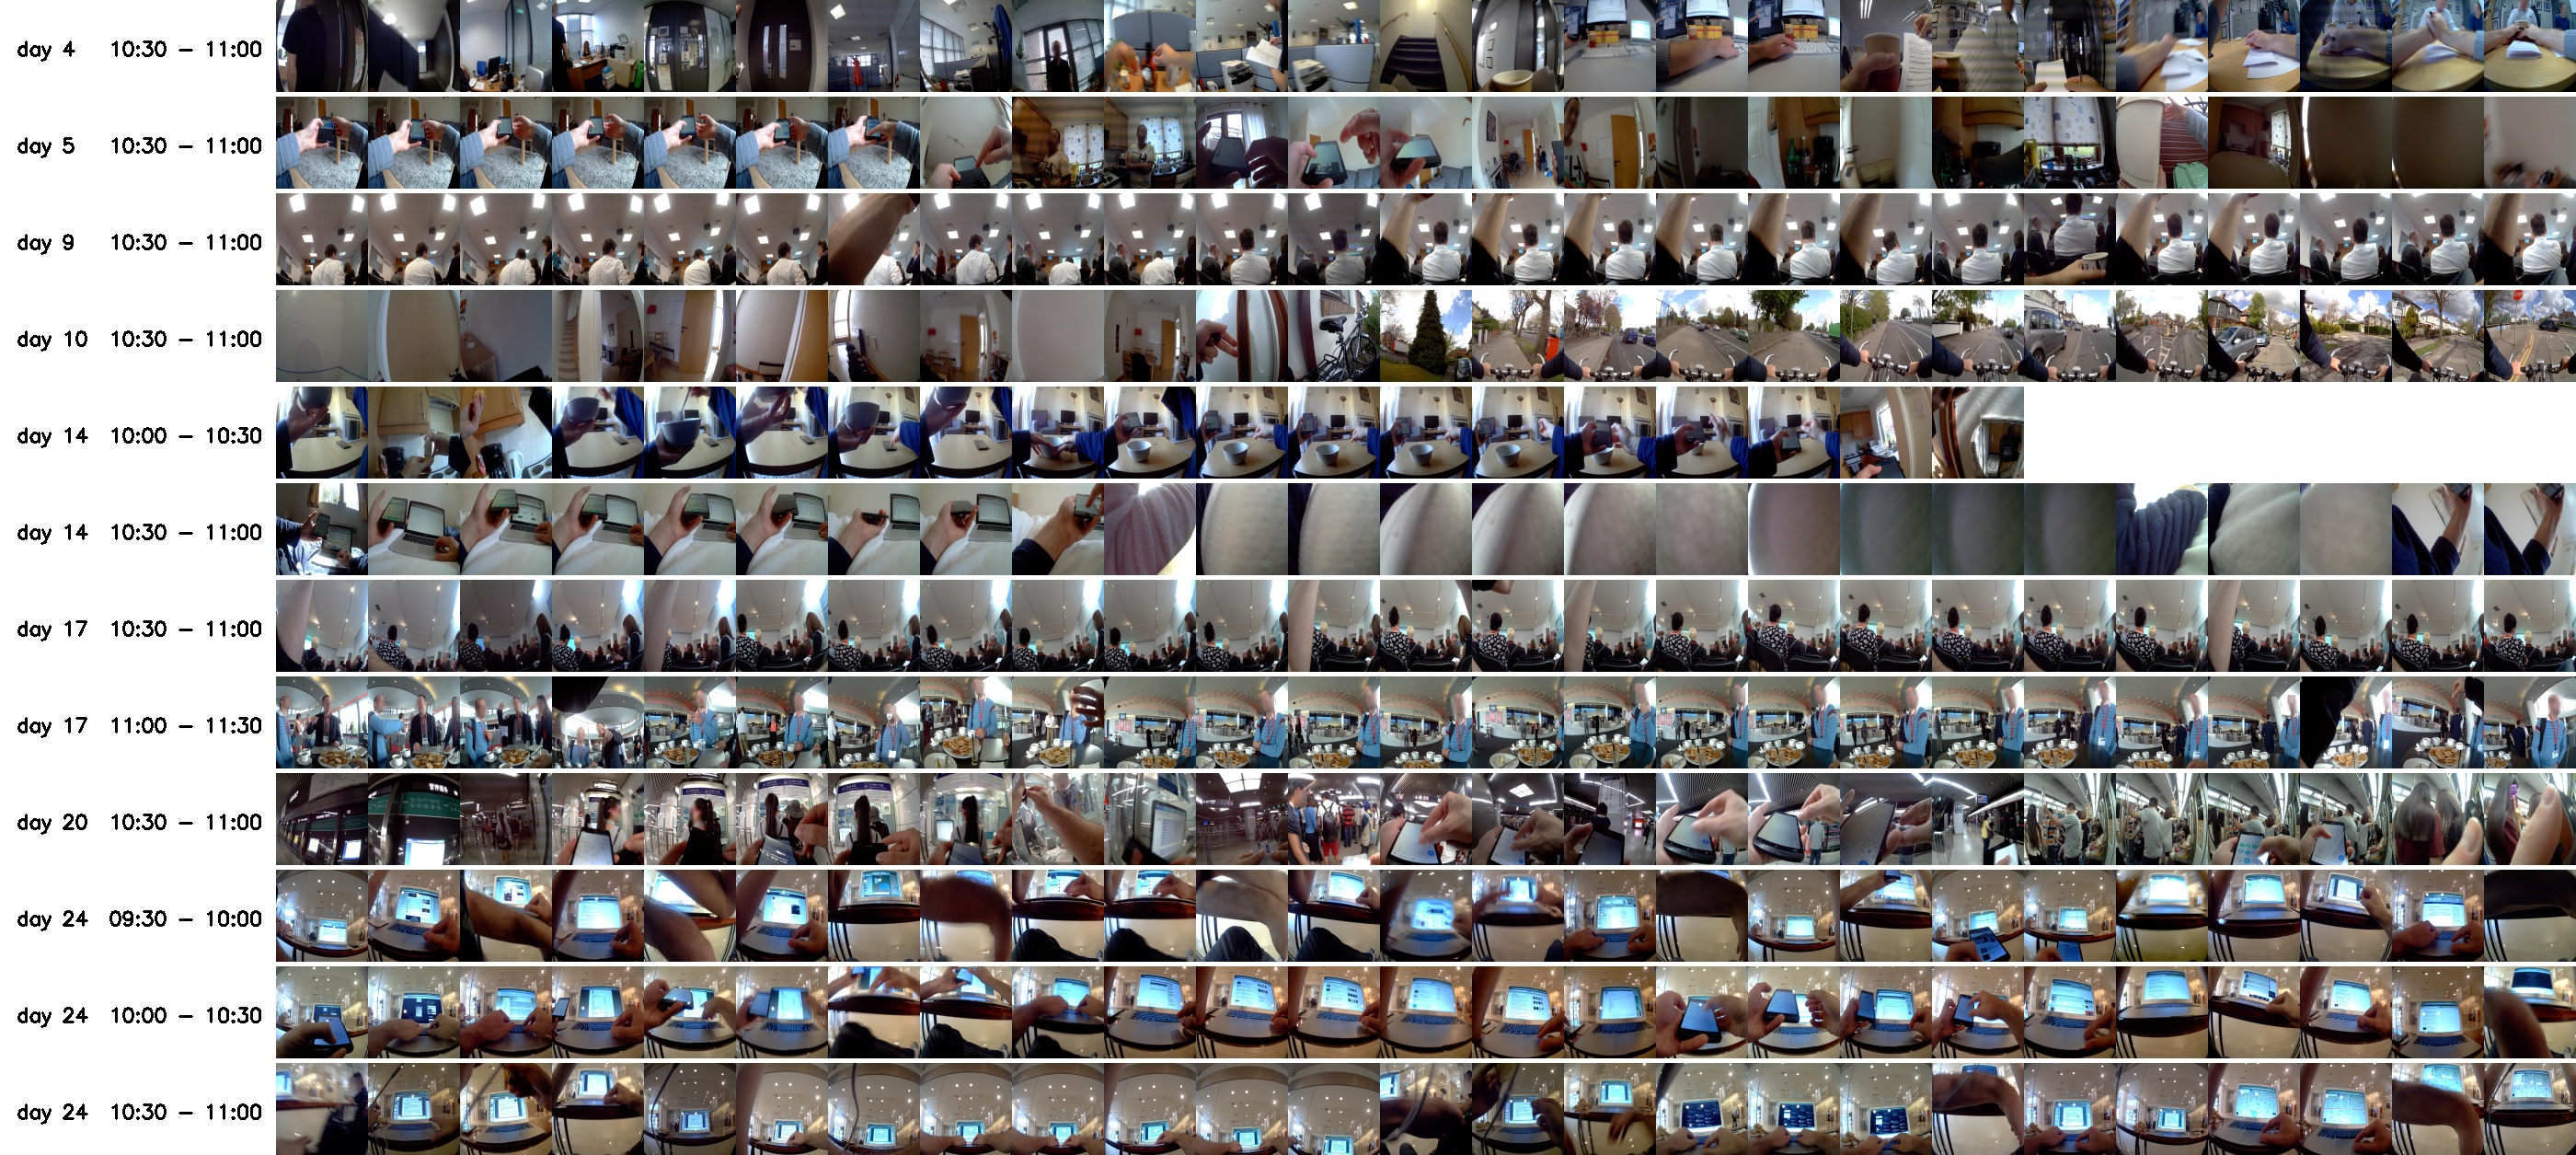 day 4 10:30 – 11:00
day 5 10:30 – 11:00
day 9 10:30 – 11:00
day 10 10:30 – 11:00
day 14 10:00 – 10:30
day 14 10:30 – 11:00
day 17 10:30 – 11:00
day 17 11:00 – 11:30
day 20 10:30 – 11:00
day 24 09:30 – 10:00
day 24 10:00 – 10:30
day 24 10:30 – 11:00